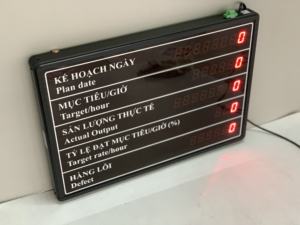 KẾ HOẠCH NGÀY
Plan date
0
MỤC TIÊU/GIỜ
Target/hour
0
SẢN LƯỢNG THỰC TẾ
Actual Output
0
TỶ LỆ ĐẠT MỤC TIÊU/GIỜ (%)
Target rate/hour
0
HÀNG LỖI
Defect
0